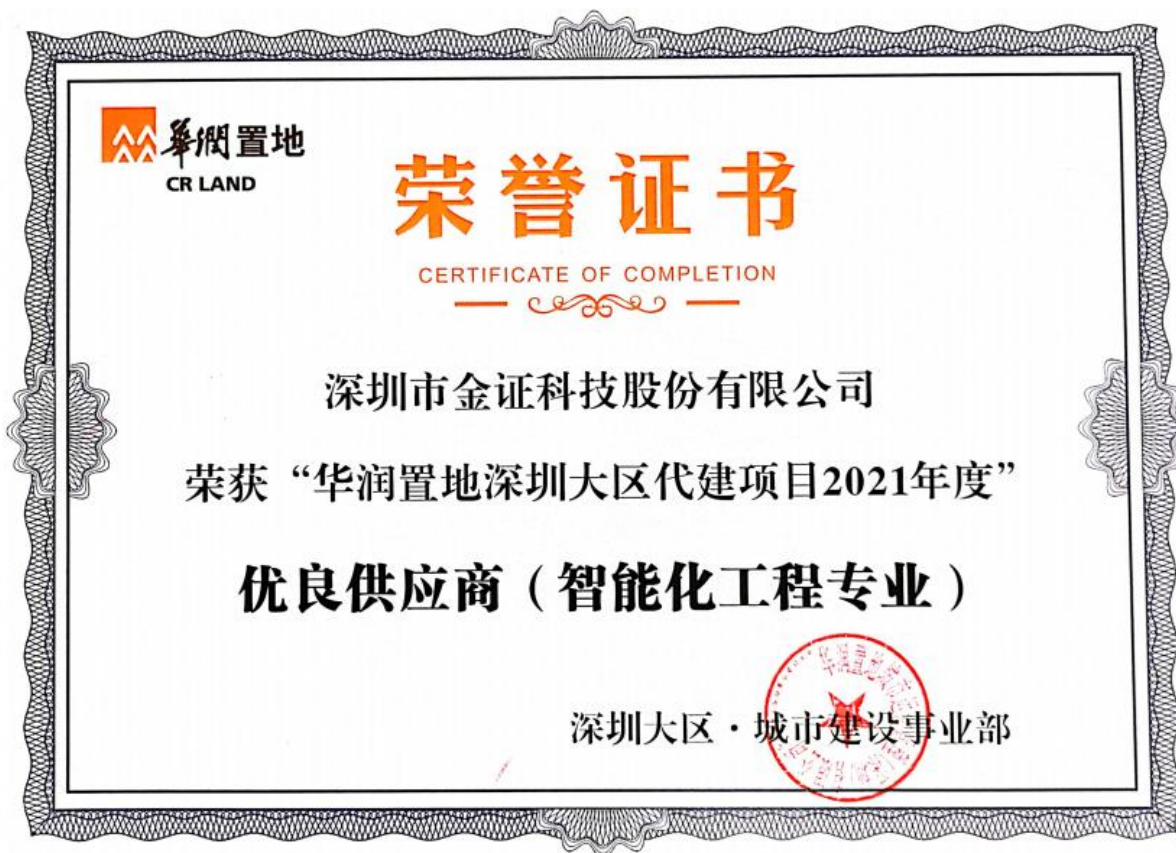 華潤置地
CR LAND
荣誉证书
CERTIFICATE OF COMPLETION
深圳市金证科技股份有限公司
荣获“华润置地深圳大区代建项目2021年度”
优良供应商（智能化工程专业）
深圳大区·城市建设事业部